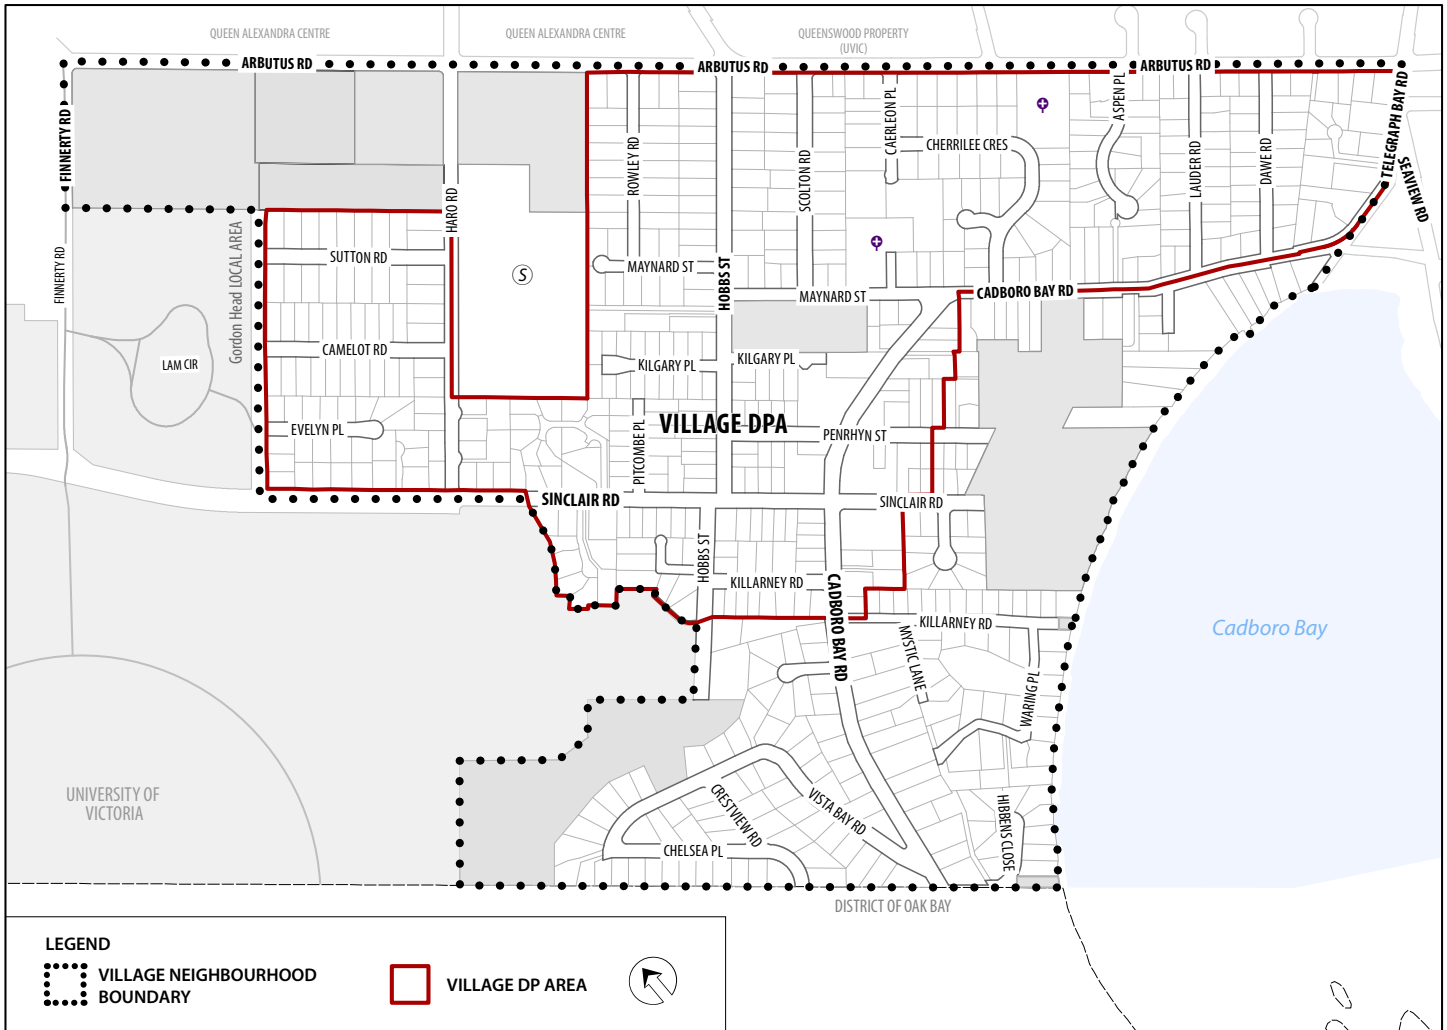 QUEEN ALEXANDRA CENTRE
QUEEN ALEXANDRA CENTRE
QUEENSWOOD PROPERTY
(UVIC)
ARBUTUS RD
ARBUTUS RD
ARBUTUS RD
FINNERTY RD
FINNERTY RD
Gordon Head LOCAL AREA
HARO RD
ROWLEY RD
HOBBS ST
SCOLTON RD
CAERLEON PL
CHERRILEE CRES
ASPEN PL
LAUDER RD
DAWE RD
TELEGRAPH BAY RD
SEAVIEW RD
SUTTON RD
S
MAYNARD ST
MAYNARD ST
CADBORO BAY RD
LAM CIR
CAMELOT RD
KILGARY PL
KILGARY PL
EVELYN PL
PITCOMBE PL
VILLAGE DPA
PENRHYN ST
SINCLAIR RD
SINCLAIR RD
HOBBS ST
KILLARNEY RD
CADBORO BAY RD
KILLARNEY RD
MYSTIC LANE
WARING PL
Cadboro Bay
UNIVERSITY OF
VICTORIA
CRESTVIEW RD
VISTA BAY RD
HIBBENS CLOSE
CHELSEA PL
DISTRICT OF OAK BAY
LEGEND
VILLAGE NEIGHBOURHOOD
BOUNDARY
VILLAGE DP AREA